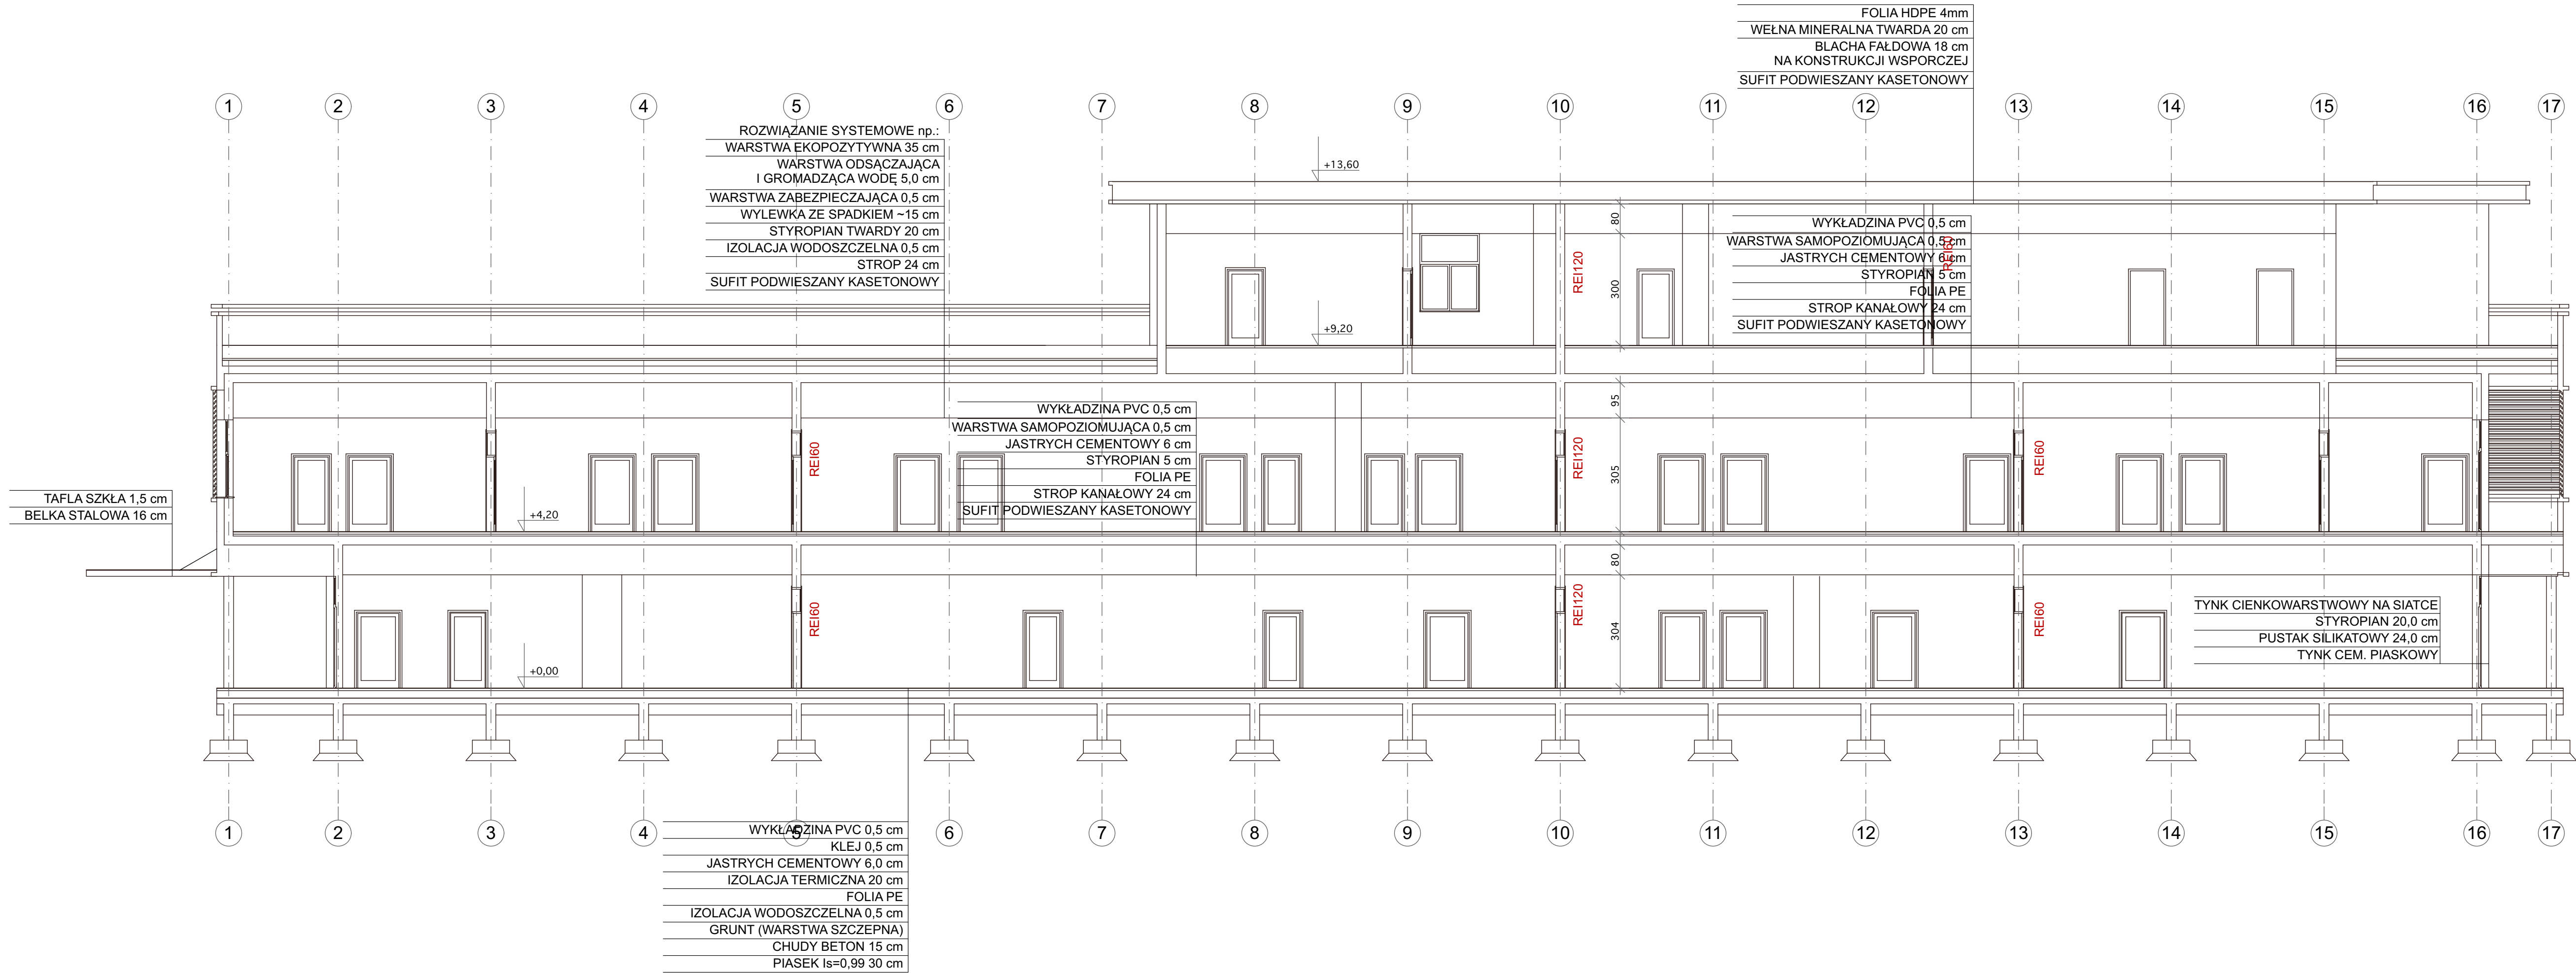 FOLIA HDPE 4mm
WEŁNA MINERALNA TWARDA 20 cm
BLACHA FAŁDOWA 18 cm
NA KONSTRUKCJI WSPORCZEJ
SUFIT PODWIESZANY KASETONOWY
1 2 3 4 5 6 7 8 9 10 11 12 13 14 15 16 17
ROZWIĄZANIE SYSTEMOWE np.:
WARSTWA EKOPOZYTYWNA 35 cm
WARSTWA ODSĄCZAJĄCA
I GROMADZĄCA WODĘ 5,0 cm
WARSTWA ZABEZPIECZAJĄCA 0,5 cm
WYLEWKA ZE SPADKIEM ~15 cm
STYROPIAN TWARDY 20 cm
IZOLACJA WODOSZCZELNA 0,5 cm
STROP 24 cm
SUFIT PODWIESZANY KASETONOWY
+13,60
80
REI120
300
WYKŁADZINA PVC 0,5 cm
WARSTWA SAMOPOZIOMUJĄCA 0,5 cm
JASTRYCH CEMENTOWY 6 cm
STYROPIAN 5 cm
FOLIA PE
STROP KANAŁOWY 24 cm
SUFIT PODWIESZANY KASETONOWY
REI60
+9,20
95
WYKŁADZINA PVC 0,5 cm
WARSTWA SAMOPOZIOMUJĄCA 0,5 cm
JASTRYCH CEMENTOWY 6 cm
STYROPIAN 5 cm
FOLIA PE
STROP KANAŁOWY 24 cm
SUFIT PODWIESZANY KASETONOWY
REI60
REI120
305
REI60
TAFLA SZKŁA 1,5 cm
BELKA STALOWA 16 cm
+4,20
80
REI60
REI120
304
REI60
TYNK CIENKOWARSTWOWY NA SIATCE
STYROPIAN 20,0 cm
PUSTAK SILIKATOWY 24,0 cm
TYNK CEM. PIASKOWY
+0,00
1 2 3 4 5 6 7 8 9 10 11 12 13 14 15 16 17
WYKŁADZINA PVC 0,5 cm
KLEJ 0,5 cm
JASTRYCH CEMENTOWY 6,0 cm
IZOLACJA TERMICZNA 20 cm
FOLIA PE
IZOLACJA WODOSZCZELNA 0,5 cm
GRUNT (WARSTWA SZCZEPNA)
CHUDY BETON 15 cm
PIASEK Is=0,99 30 cm